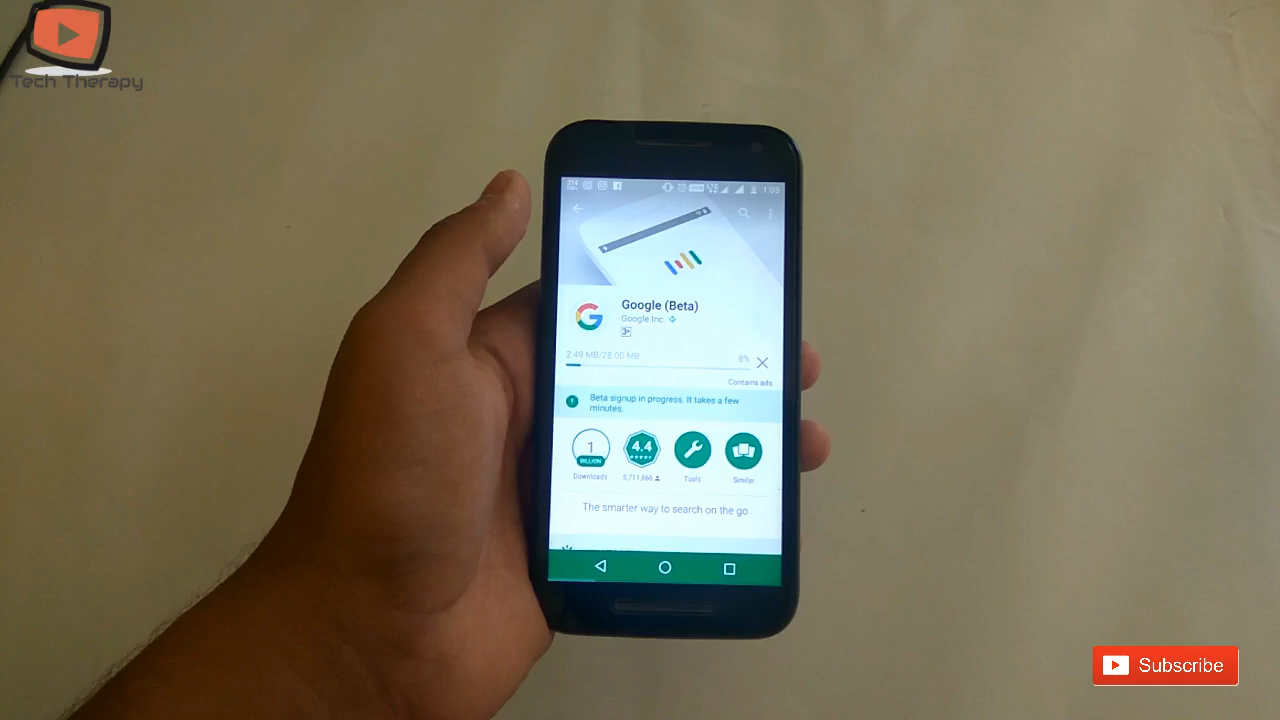 Tech Therapy
1:05
Google (Beta)
Google Inc.
3+
2.49 MB/28.00 MB
8%
Contains ads
Beta signup in progress. It takes a few
minutes.
1
BILLION
4.4
Downloads
5,711,666
Tools
Similar
The smarter way to search on the go
Subscribe